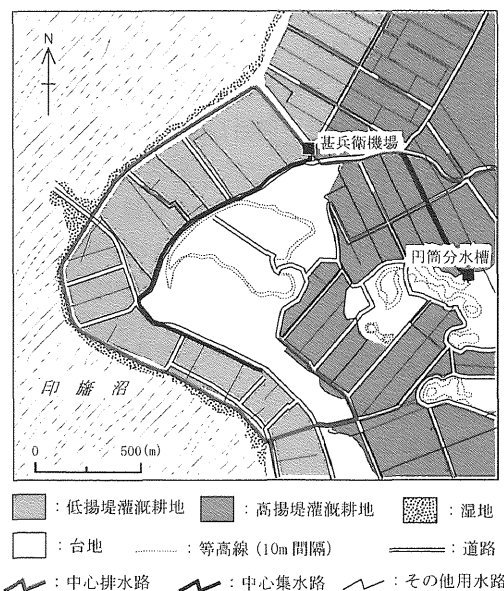 N
甚兵衛機場
円筒分水槽
印旛沼
0 500(m)
：低揚堤灌漑耕地 ：高揚堤灌漑耕地 ：湿地
：台地 ：等高線 (10m間隔) ：道路
：中心排水路 ：中心集水路 ：その他用水路